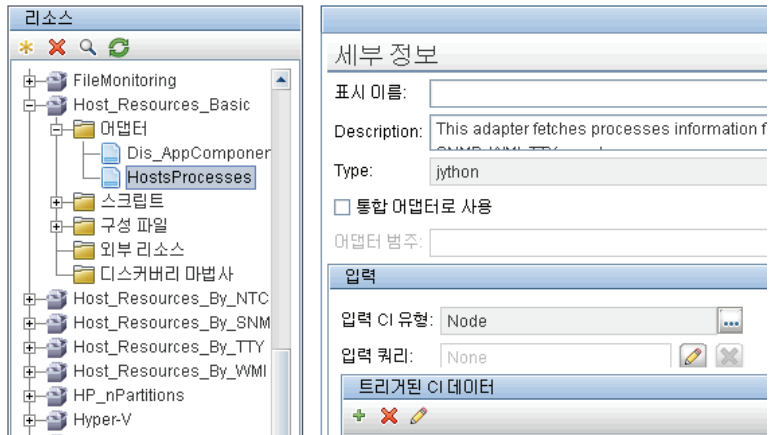 리소스
FileMonitoring
Host_Resources_Basic
어댑터
Dis_AppComponer
HostsProcesses
스크립트
구성 파일
외부 리소스
디스커버리 마법사
Host_Resources_By_NTC
Host_Resources_By_SNM
Host_Resources_By_TTY
Host_Resources_By_WMI
HP_nPartitions
Hyper-V
세부 정보
표시 이름:
Description: This adapter fetches processes information f
Type: jython
통합 어댑터로 사용
어댑터 범주:
입력
입력 CI 유형: Node ...
입력 쿼리: None
트리거된 CI 데이터